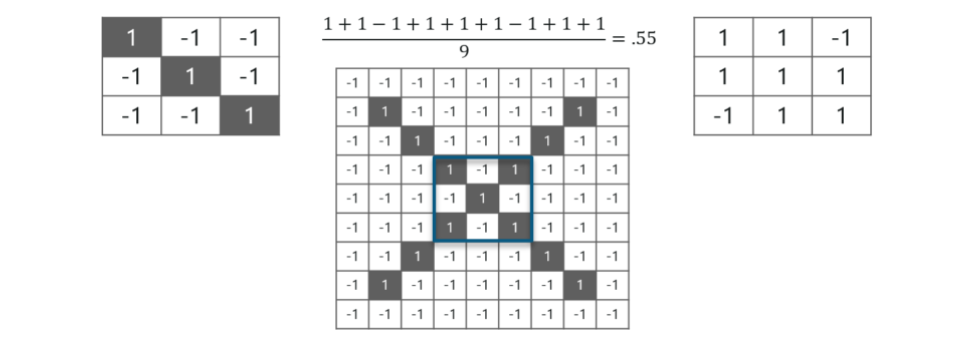 1 -1 -1
-1 1 -1
-1 -1 1
1 + 1 − 1 + 1 + 1 + 1 − 1 + 1 + 1
9
= .55
-1 -1 -1 -1 -1 -1 -1 -1 -1
-1 1 -1 -1 -1 -1 -1 1 -1
-1 -1 1 -1 -1 -1 1 -1 -1
-1 -1 -1 1 -1 1 -1 -1 -1
-1 -1 -1 -1 1 -1 -1 -1 -1
-1 -1 -1 1 -1 1 -1 -1 -1
-1 -1 1 -1 -1 -1 1 -1 -1
-1 1 -1 -1 -1 -1 -1 1 -1
-1 -1 -1 -1 -1 -1 -1 -1 -1
1 1 -1
1 1 1
-1 1 1